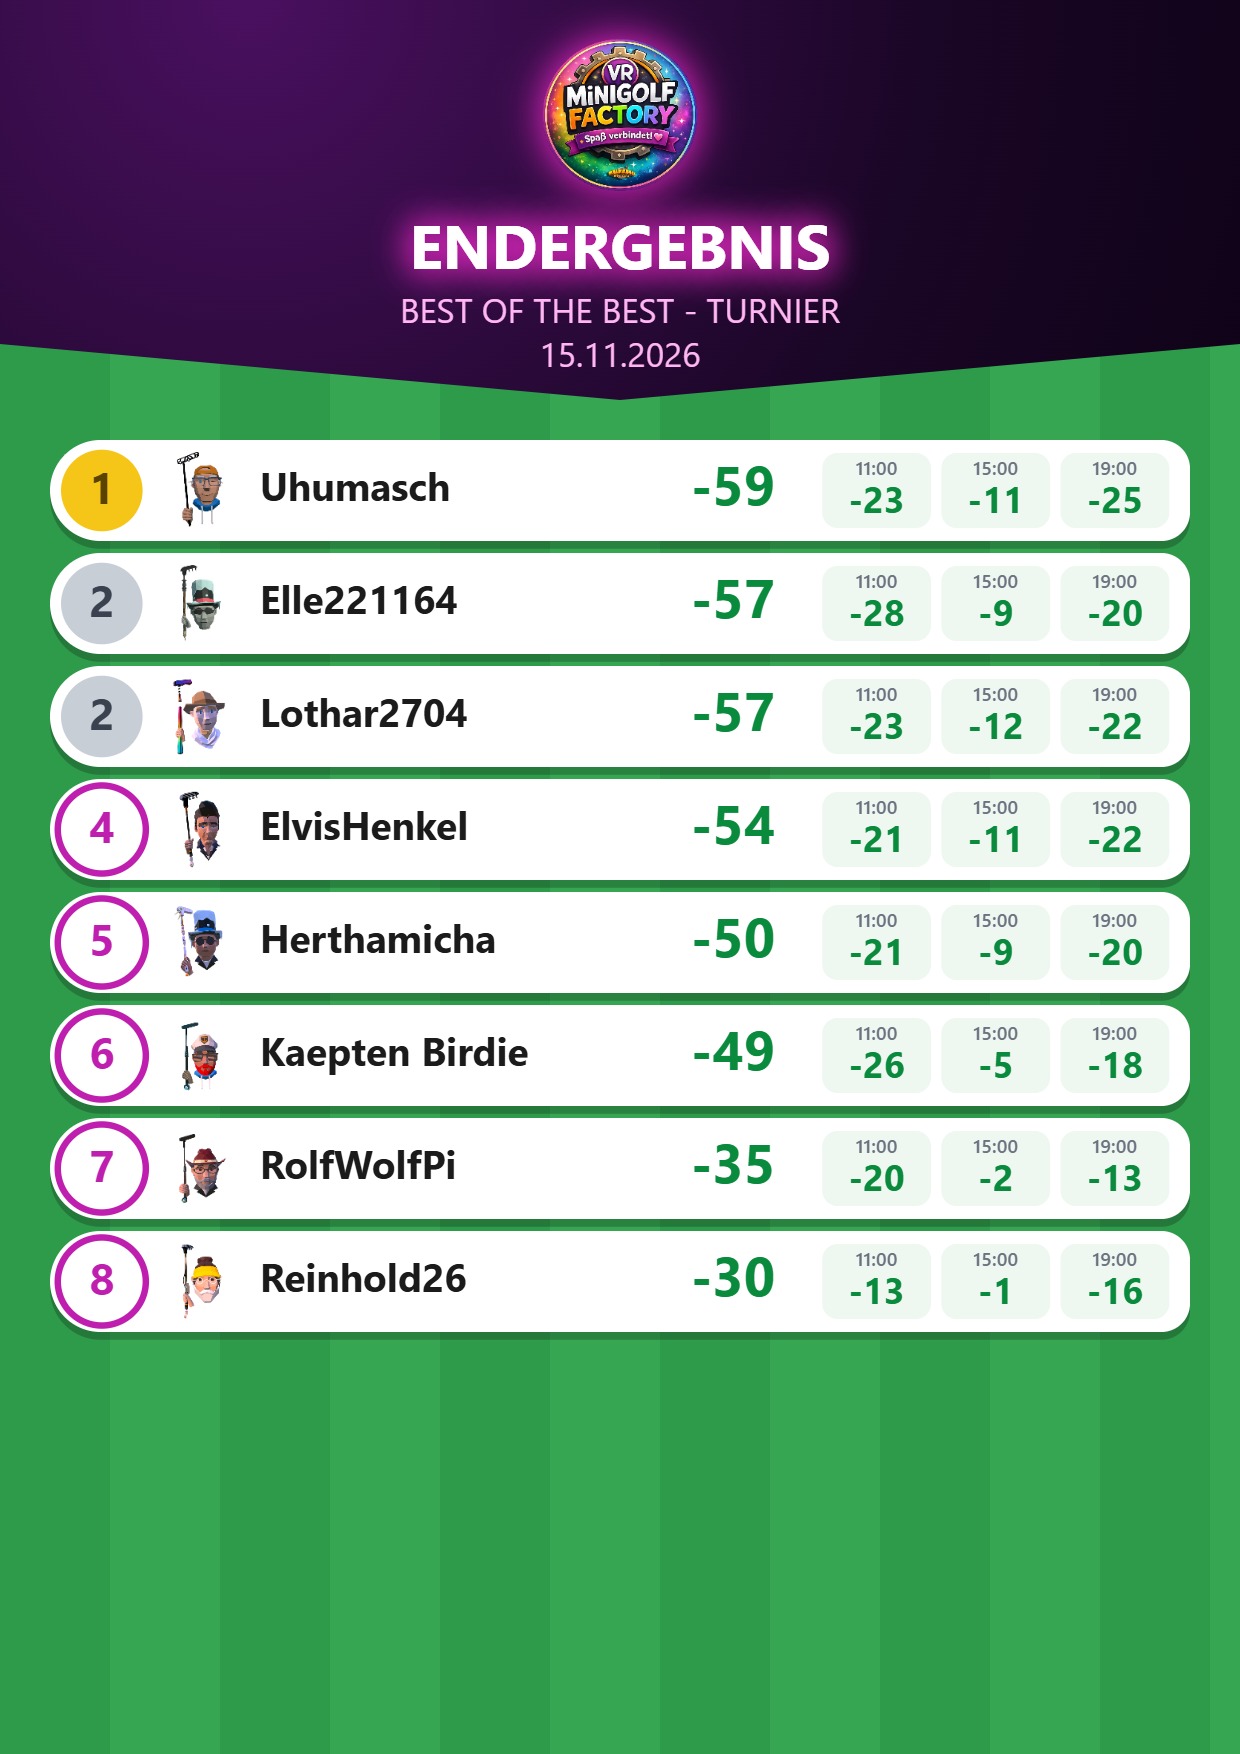 VR
MiNiGOLF
FACTORY
Spaß verbindet!
ENDERGEBNIS
BEST OF THE BEST - TURNIER
15.11.2026
1 Uhumasch -59 11:00 -23 15:00 -11 19:00 -25
2 Elle221164 -57 11:00 -28 15:00 -9 19:00 -20
2 Lothar2704 -57 11:00 -23 15:00 -12 19:00 -22
4 ElvisHenkel -54 11:00 -21 15:00 -11 19:00 -22
5 Herthamicha -50 11:00 -21 15:00 -9 19:00 -20
6 Kaepten Birdie -49 11:00 -26 15:00 -5 19:00 -18
7 RolfWolfPi -35 11:00 -20 15:00 -2 19:00 -13
8 Reinhold26 -30 11:00 -13 15:00 -1 19:00 -16